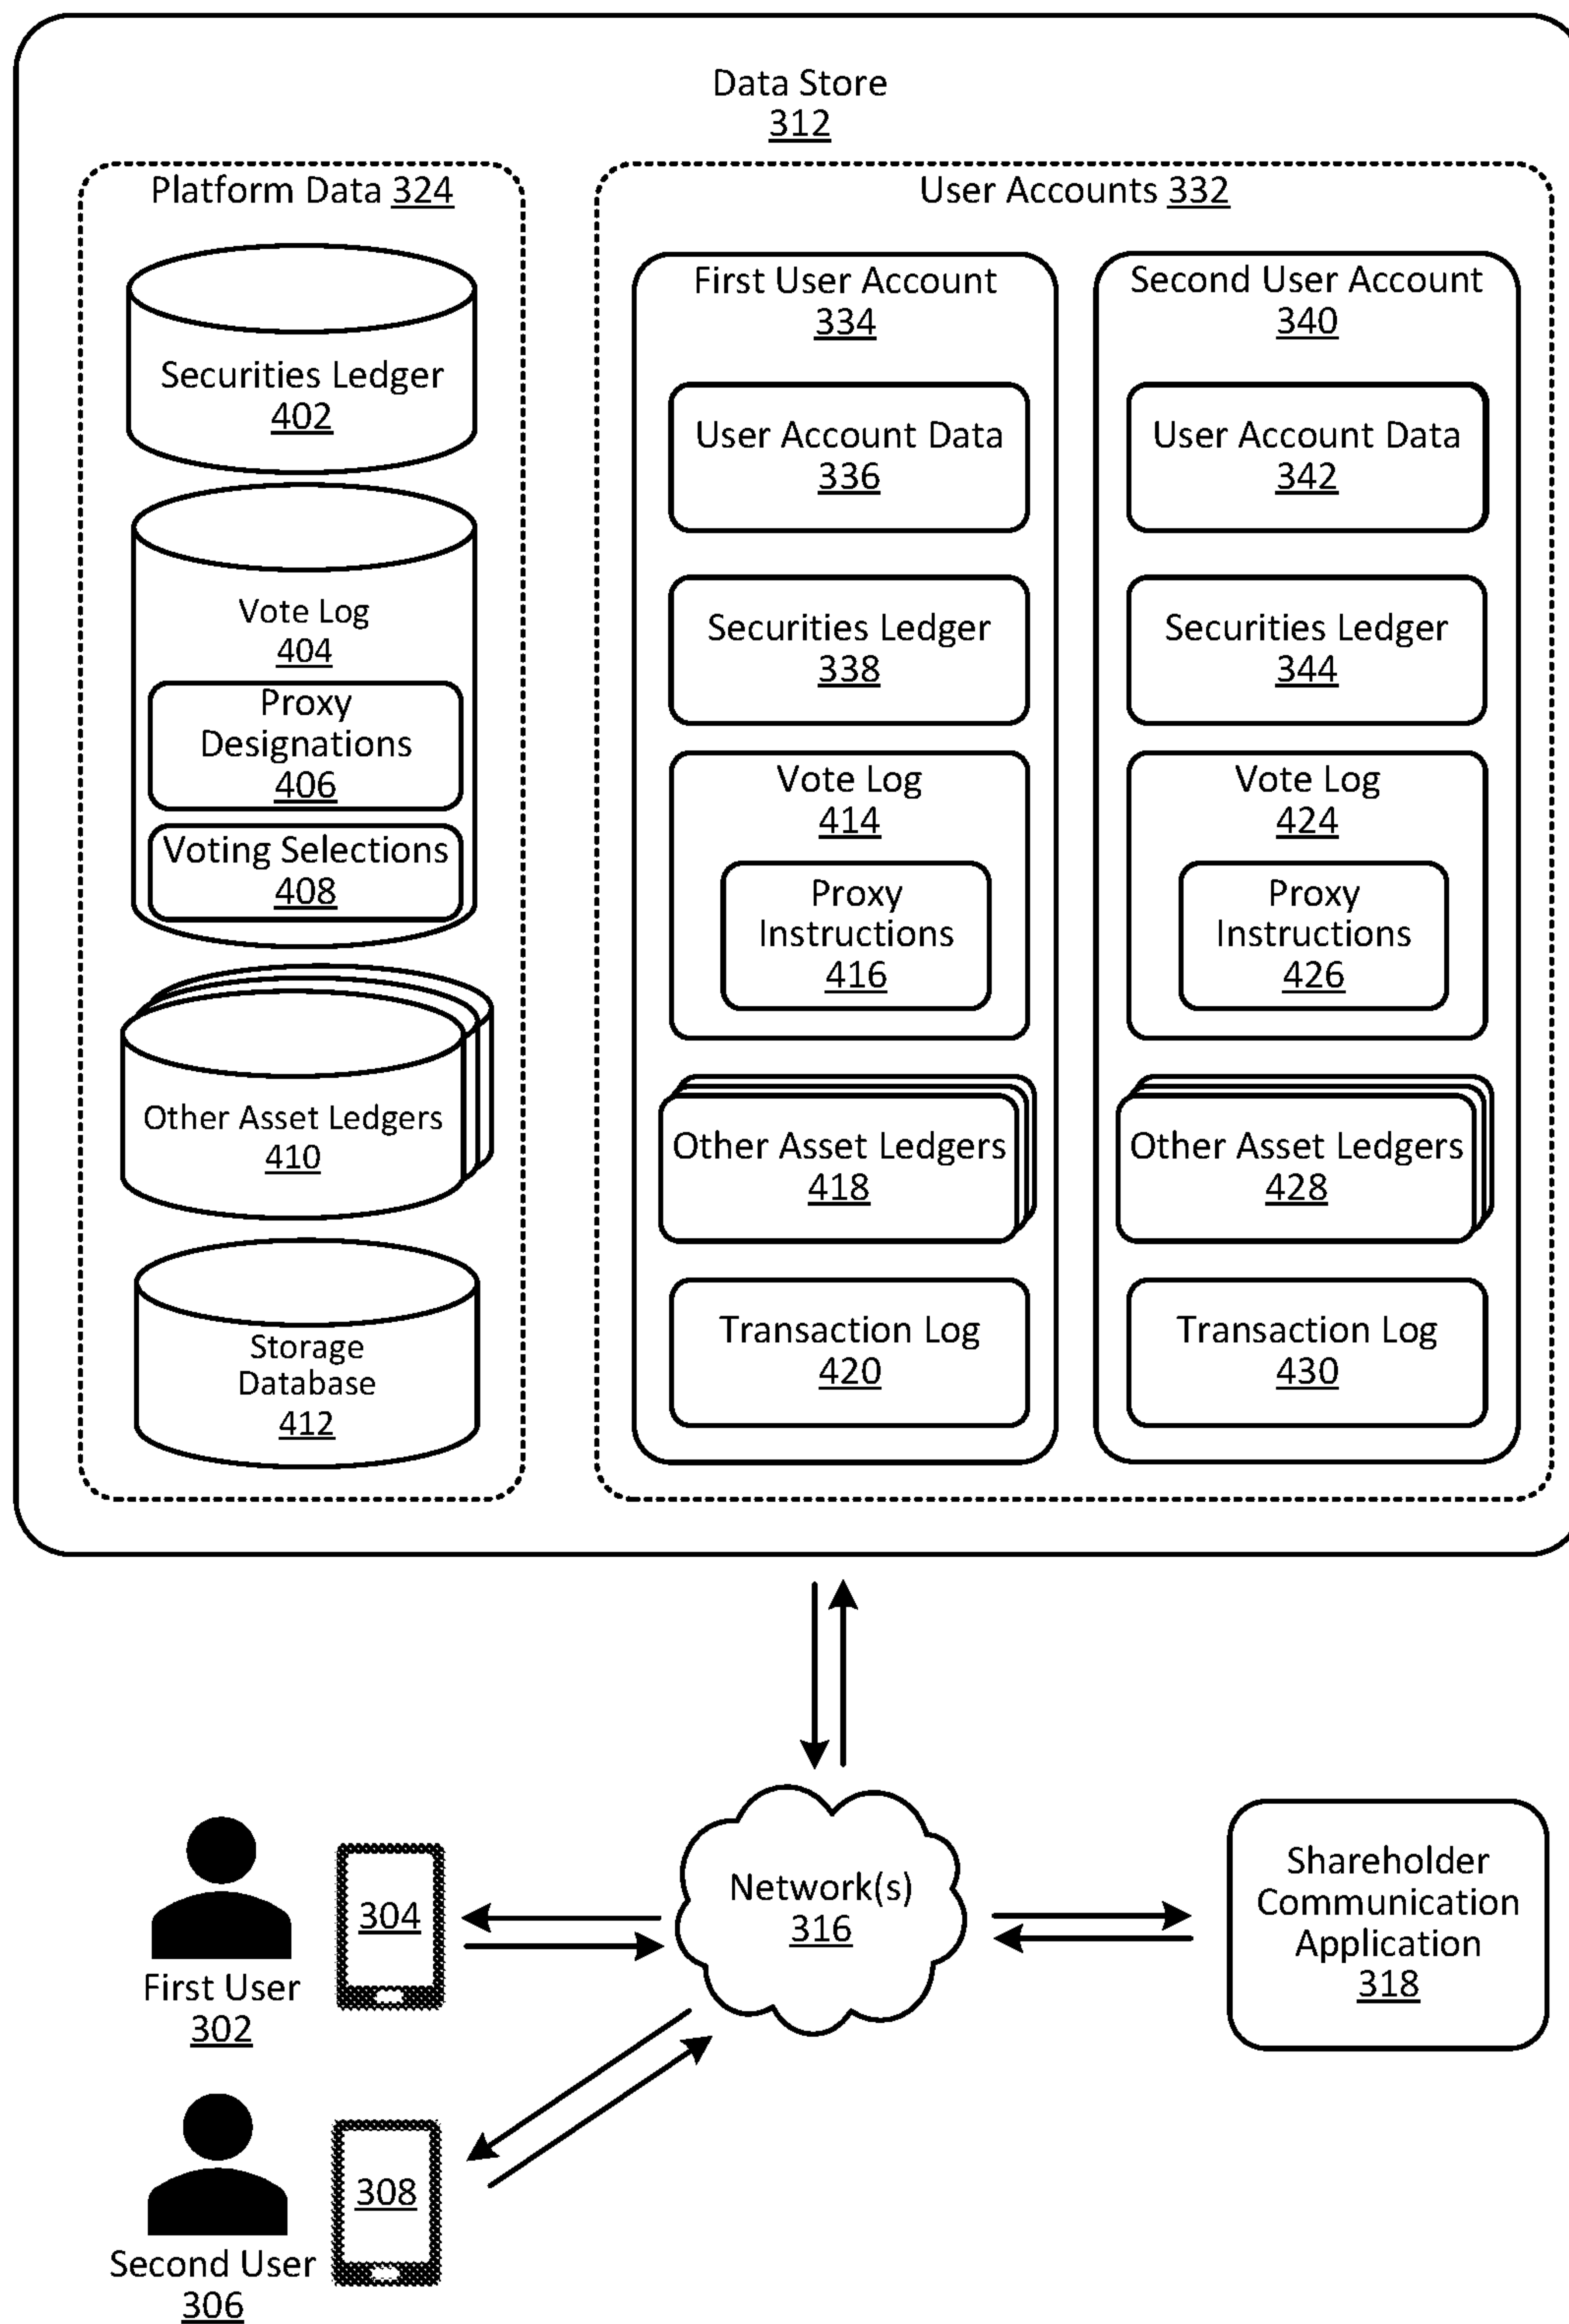 Data Store
312
Platform Data 324
Securities Ledger
402
Vote Log
404
Proxy
Designations
406
Voting Selections
408
Other Asset Ledgers
410
Storage
Database
412
User Accounts 332
First User Account
334
User Account Data
336
Securities Ledger
338
Vote Log
414
Proxy
Instructions
416
Other Asset Ledgers
418
Transaction Log
420
Second User Account
340
User Account Data
342
Securities Ledger
344
Vote Log
424
Proxy
Instructions
426
Other Asset Ledgers
428
Transaction Log
430
First User
302
304
Network(s)
316
Shareholder
Communication
Application
318
Second User
306
308